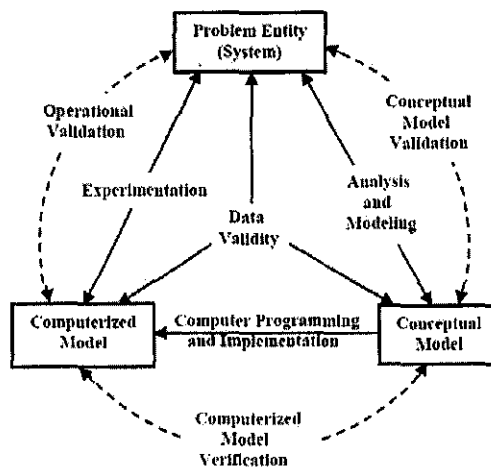 Problem Entity
(System)
Operational
Validation
Conceptual
Model
Validation
Experimentation
Analysis
and
Modeling
Data
Validity
Computerized
Model
Computer Programming
and Implementation
Conceptual
Model
Computerized
Model
Verification